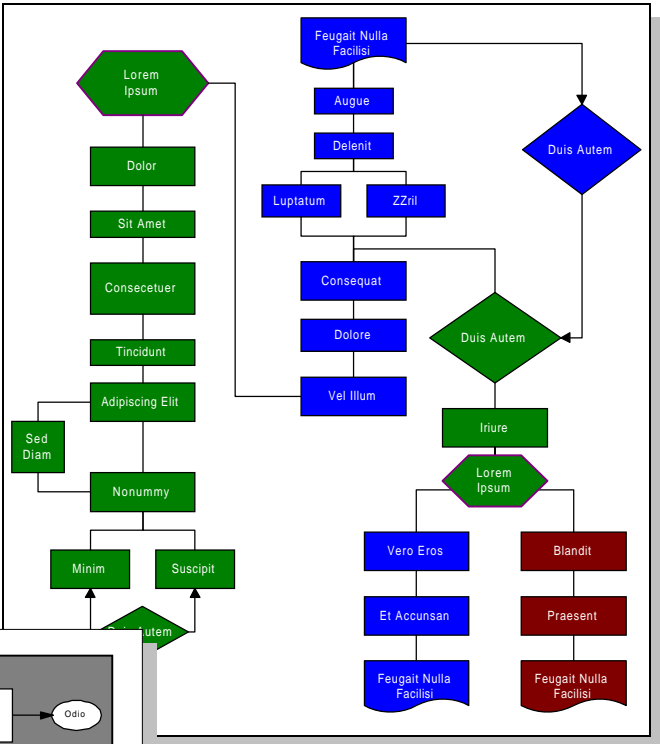 Lorem
Ipsum
Dolor
Sit Amet
Consecetuer
Tincidunt
Adipiscing Elit
Sed
Diam
Nonummy
Minim
Suscipit
Autem
Odio
Feugait Nulla
Facilisi
Augue
Delenit
Luptatum
ZZril
Consequat
Dolore
Vel Illum
Duis Autem
Duis Autem
Iriure
Lorem
Ipsum
Vero Eros
Blandit
Et Accunsan
Praesent
Feugait Nulla
Facilisi
Feugait Nulla
Facilisi